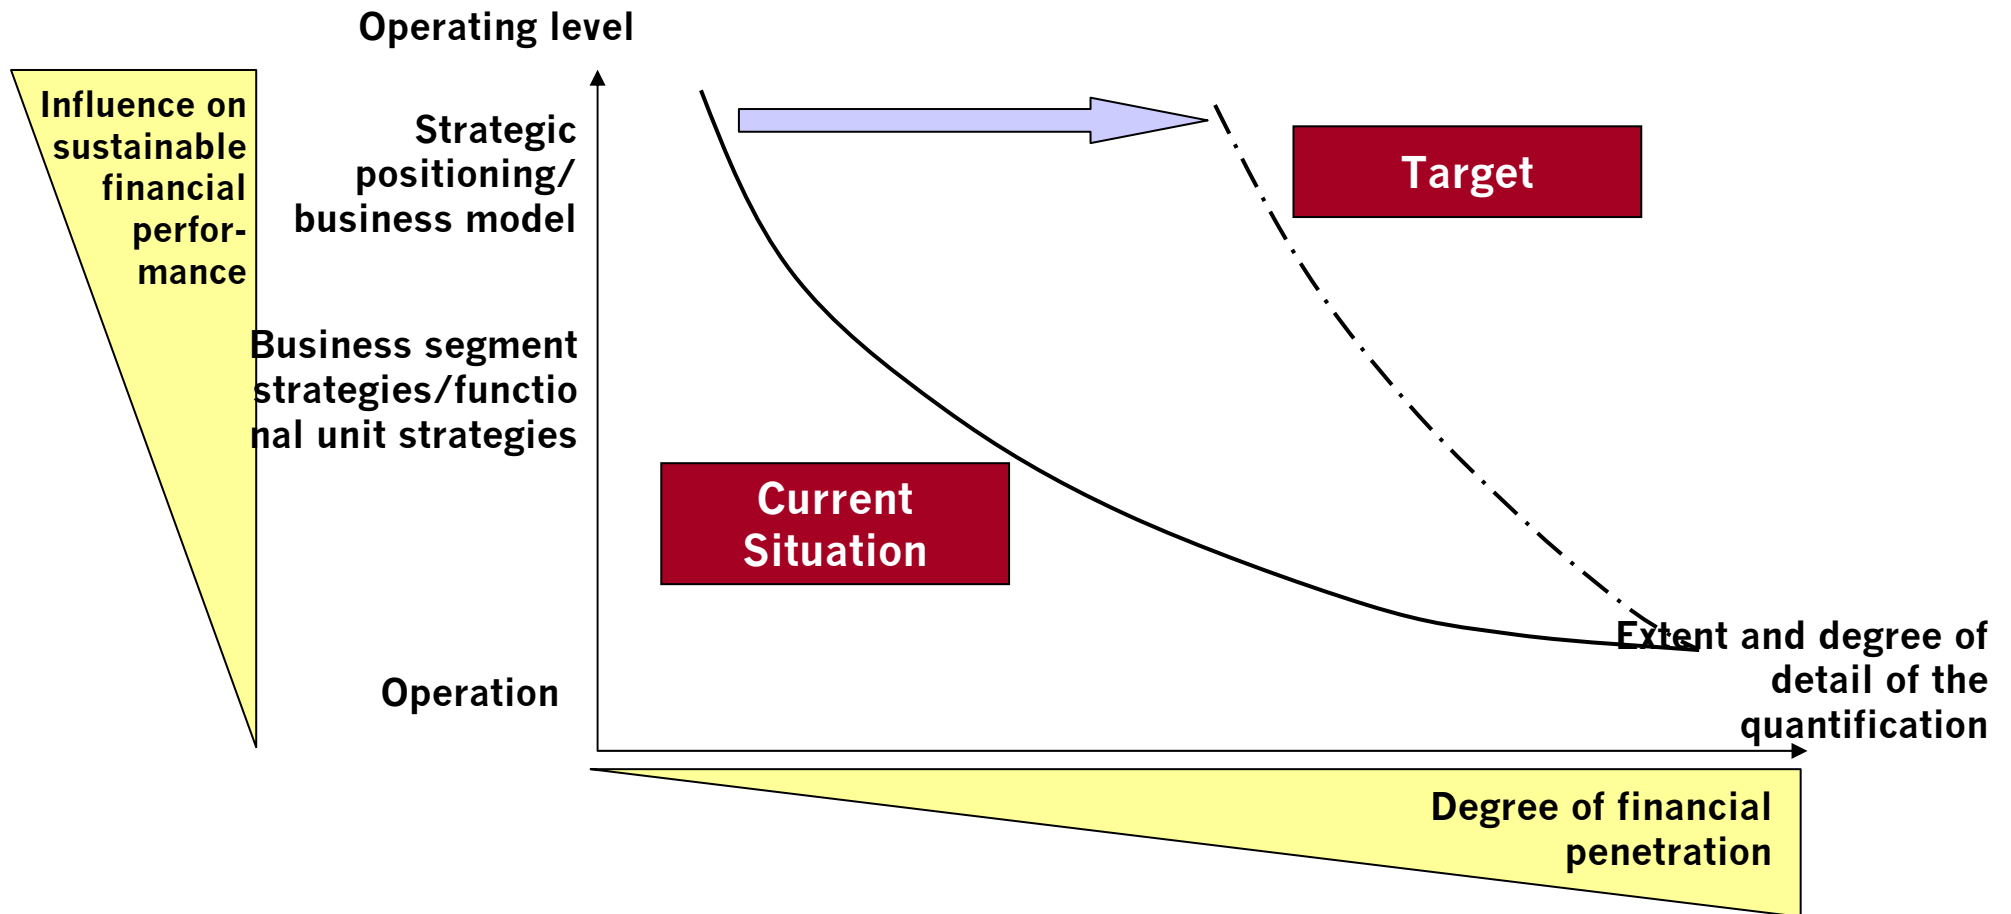 Operating level
Influence on
sustainable
financial
perfor-
mance
Strategic
positioning/
business model
Target
Business segment
strategies/functio
nal unit strategies
Current
Situation
Extent and degree of
detail of the
quantification
Operation
Degree of financial
penetration